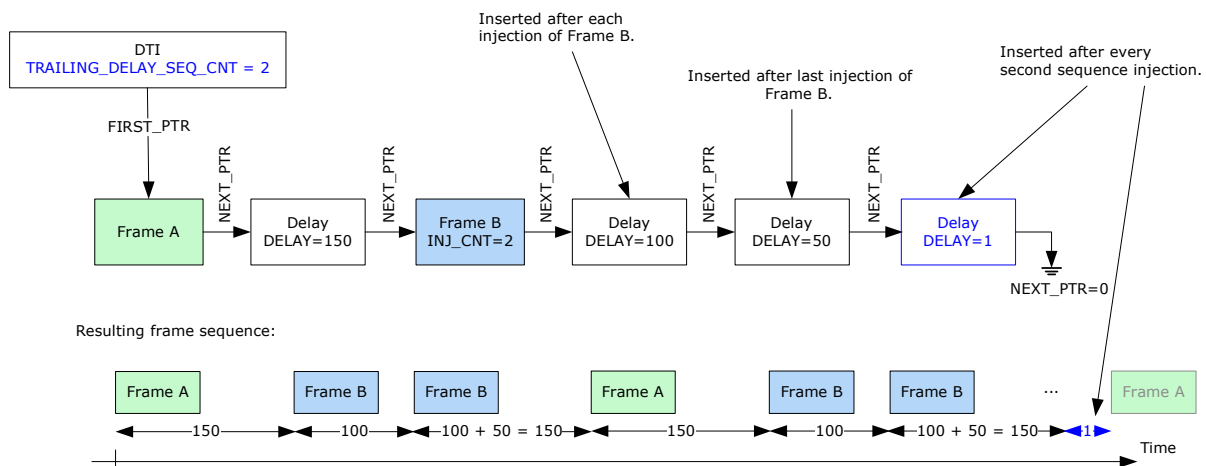 Inserted after each
injection of Frame B.
DTI
TRAILING_DELAY_SEQ_CNT = 2
Inserted after last injection of
Frame B.
Inserted after every
second sequence injection.
FIRST_PTR
NEXT_PTR
NEXT_PTR
NEXT_PTR
NEXT_PTR
NEXT_PTR
Frame A
Delay
DELAY=150
Frame B
INJ_CNT=2
Delay
DELAY=100
Delay
DELAY=50
Delay
DELAY=1
NEXT_PTR=0
Resulting frame sequence:
Frame A
Frame B
Frame B
Frame A
Frame B
Frame B
...
Frame A
150
100
100 + 50 = 150
150
100
100 + 50 = 150
1
Time